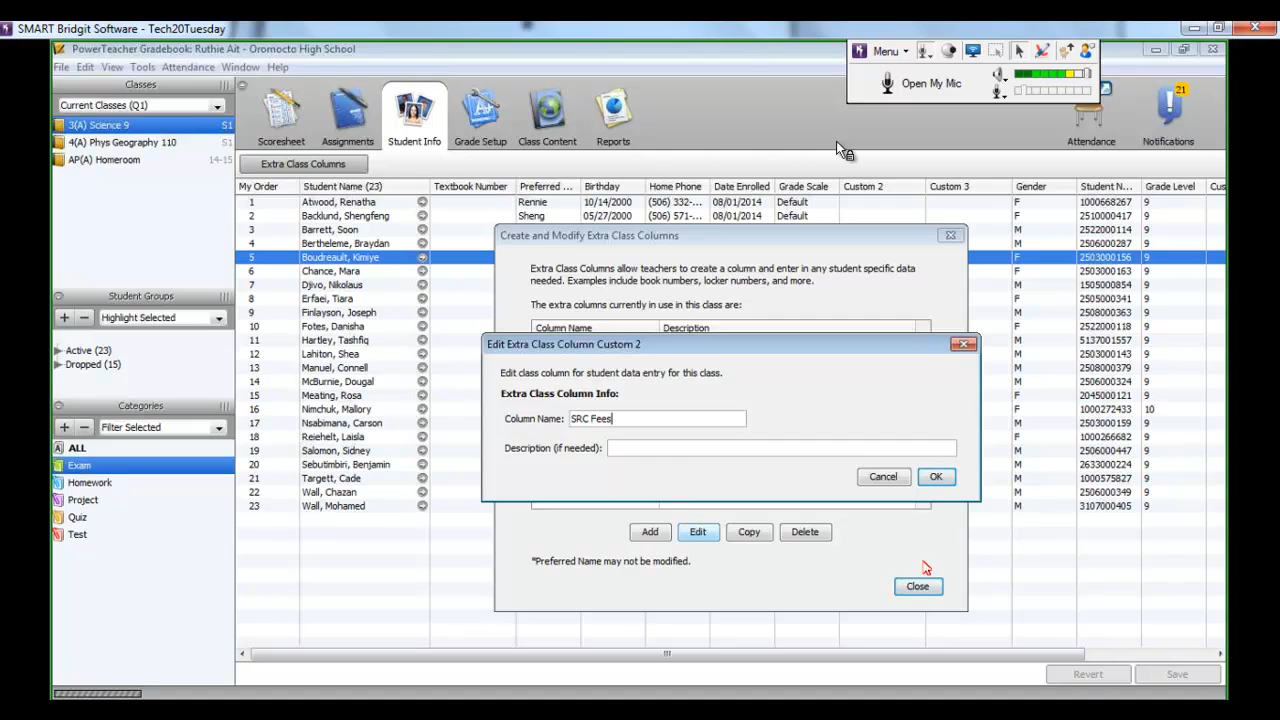 SMART Bridgit Software - Tech20Tuesday
PowerTeacher Gradebook: Ruthie Ait - Oromocto High School
File Edit View Tools Attendance Window Help
Menu
Open My Mic
Classes
Current Classes (Q1)
3(A) Science 9 S1
4(A) Phys Geography 110 S1
AP(A) Homeroom 14-15
Scoresheet Assignments Student Info Grade Setup Class Content Reports
21
Attendance Notifications
Extra Class Columns
My Order Student Name (23) Textbook Number Preferred ... Birthday Home Phone Date Enrolled Grade Scale Custom 2 Custom 3 Gender Student N... Grade Level Cus
1 Atwood, Renatha Rennie 10/14/2000 (506) 332-... 08/01/2014 Default F 1000668267 9
2 Backlund, Shengfeng Sheng 05/27/2000 (506) 571-... 08/01/2014 Default F 2510000417 9
3 Barrett, Soon F 2522000114 9
4 Bertheleme, Braydan M 2506000287 9
5 Boudreault, Kimiye F 2503000156 9
6 Chance, Mara F 2503000163 9
7 Djivo, Nikolaus M 1505000854 9
8 Erfaei, Tiara F 2505000341 9
9 Finlayson, Joseph M 2508000363 9
10 Fotes, Danisha F 2522000118 9
11 Hartley, Tashfiq M 5137001557 9
12 Lahiton, Shea M 2503000143 9
13 Manuel, Connell M 2508000379 9
14 McBurnie, Dougal M 2506000324 9
15 Meating, Rosa F 2045000121 9
16 Nimchuk, Mallory F 1000272433 10
17 Nsabimana, Carson M 2503000159 9
18 Reiehelt, Laisla F 1000266682 9
19 Salomon, Sidney M 2506000447 9
20 Sebutimbiri, Benjamin M 2633000224 9
21 Targett, Cade M 1000575827 9
22 Wall, Chazan M 2506000349 9
23 Wall, Mohamed M 3107000405 9
Student Groups
Highlight Selected
Active (23)
Dropped (15)
Categories
Filter Selected
ALL
Exam
Homework
Project
Quiz
Test
Create and Modify Extra Class Columns
Extra Class Columns allow teachers to create a column and enter in any student specific data
needed. Examples include book numbers, locker numbers, and more.
The extra columns currently in use in this class are:
Column Name Description
Edit Extra Class Column Custom 2
Edit class column for student data entry for this class.
Extra Class Column Info:
Column Name: SRC Fees
Description (if needed):
Cancel OK
Add Edit Copy Delete
*Preferred Name may not be modified.
Close
Revert Save